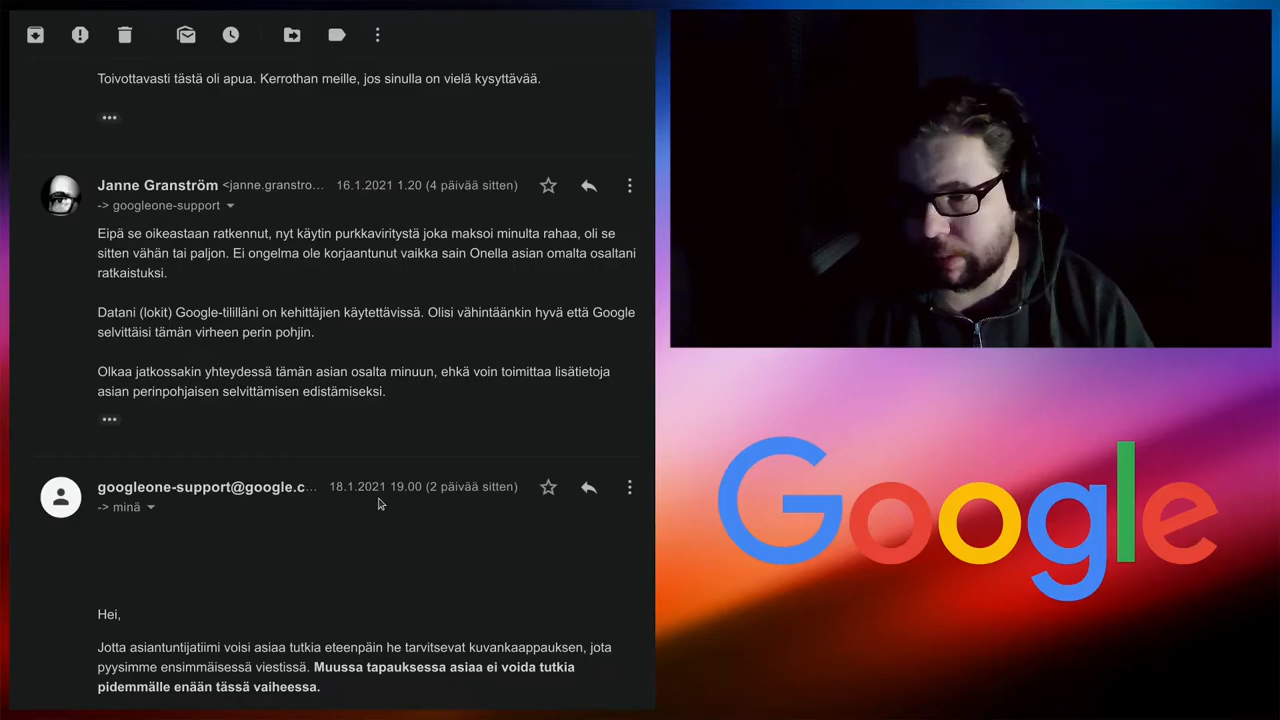 Toivottavasti tästä oli apua. Kerrothan meille, jos sinulla on vielä kysyttävää.
Janne Granström <janne.granstro… 16.1.2021 1.20 (4 päivää sitten)
-> googleone-support
Eipä se oikeastaan ratkennut, nyt käytin purkkaviritystä joka maksoi minulta rahaa, oli se
sitten vähän tai paljon. Ei ongelma ole korjaantunut vaikka sain Onella asian omalta osaltani
ratkaistuksi.
Datani (lokit) Google-tililläni on kehittäjien käytettävissä. Olisi vähintäänkin hyvä että Google
selvittäisi tämän virheen perin pohjin.
Olkaa jatkossakin yhteydessä tämän asian osalta minuun, ehkä voin toimittaa lisätietoja
asian perinpohjaisen selvittämisen edistämiseksi.
googleone-support@google.c… 18.1.2021 19.00 (2 päivää sitten)
-> minä
Hei,
Jotta asiantuntijatiimi voisi asiaa tutkia eteenpäin he tarvitsevat kuvankaappauksen, jota
pyysimme ensimmäisessä viestissä. Muussa tapauksessa asiaa ei voida tutkia
pidemmälle enään tässä vaiheessa.
Google